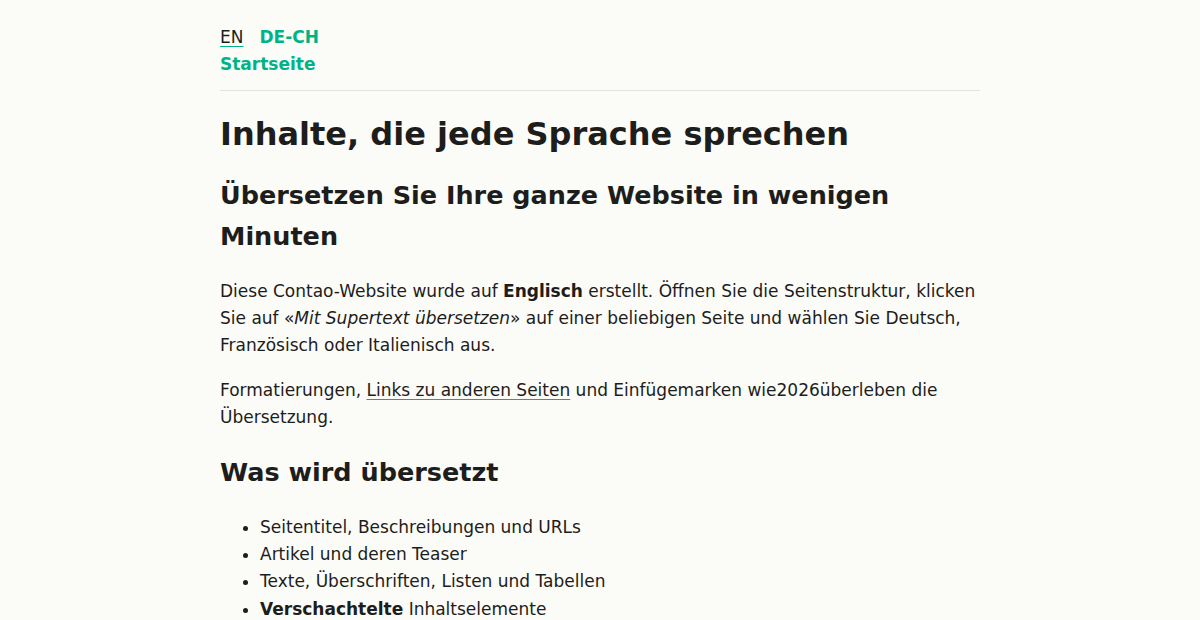 EN DE-CH
Startseite
Inhalte, die jede Sprache sprechen
Übersetzen Sie Ihre ganze Website in wenigen
Minuten
Diese Contao-Website wurde auf Englisch erstellt. Öffnen Sie die Seitenstruktur, klicken
Sie auf «Mit Supertext übersetzen» auf einer beliebigen Seite und wählen Sie Deutsch,
Französisch oder Italienisch aus.
Formatierungen, Links zu anderen Seiten und Einfügemarken wie2026überleben die
Übersetzung.
Was wird übersetzt
• Seitentitel, Beschreibungen und URLs
• Artikel und deren Teaser
• Texte, Überschriften, Listen und Tabellen
• Verschachtelte Inhaltselemente